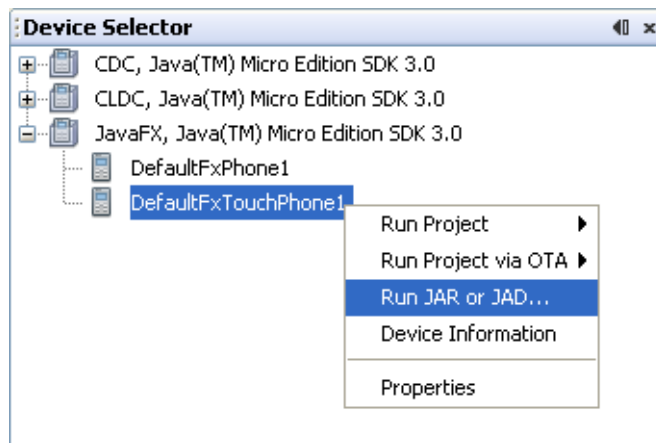 Device Selector
CDC, Java(TM) Micro Edition SDK 3.0
CLDC, Java(TM) Micro Edition SDK 3.0
JavaFX, Java(TM) Micro Edition SDK 3.0
DefaultFxPhone1
DefaultFxTouchPhone1
Run Project
Run Project via OTA
Run JAR or JAD...
Device Information
Properties